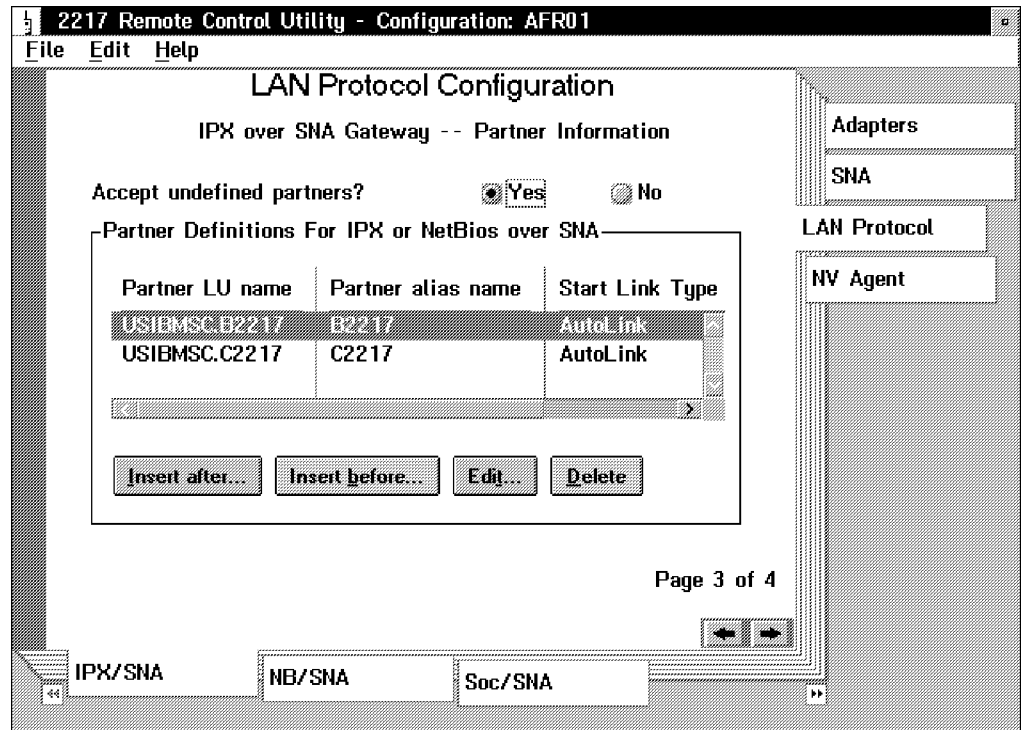 2217 Remote Control Utility - Configuration: AFR01
File Edit Help
LAN Protocol Configuration
IPX over SNA Gateway -- Partner Information
Accept undefined partners? Yes No
Partner Definitions For IPX or NetBios over SNA
Partner LU name Partner alias name Start Link Type
USIBMSC.B2217 B2217 AutoLink
USIBMSC.C2217 C2217 AutoLink
Insert after... Insert before... Edit... Delete
Page 3 of 4
IPX/SNA NB/SNA Soc/SNA
Adapters
SNA
LAN Protocol
NV Agent